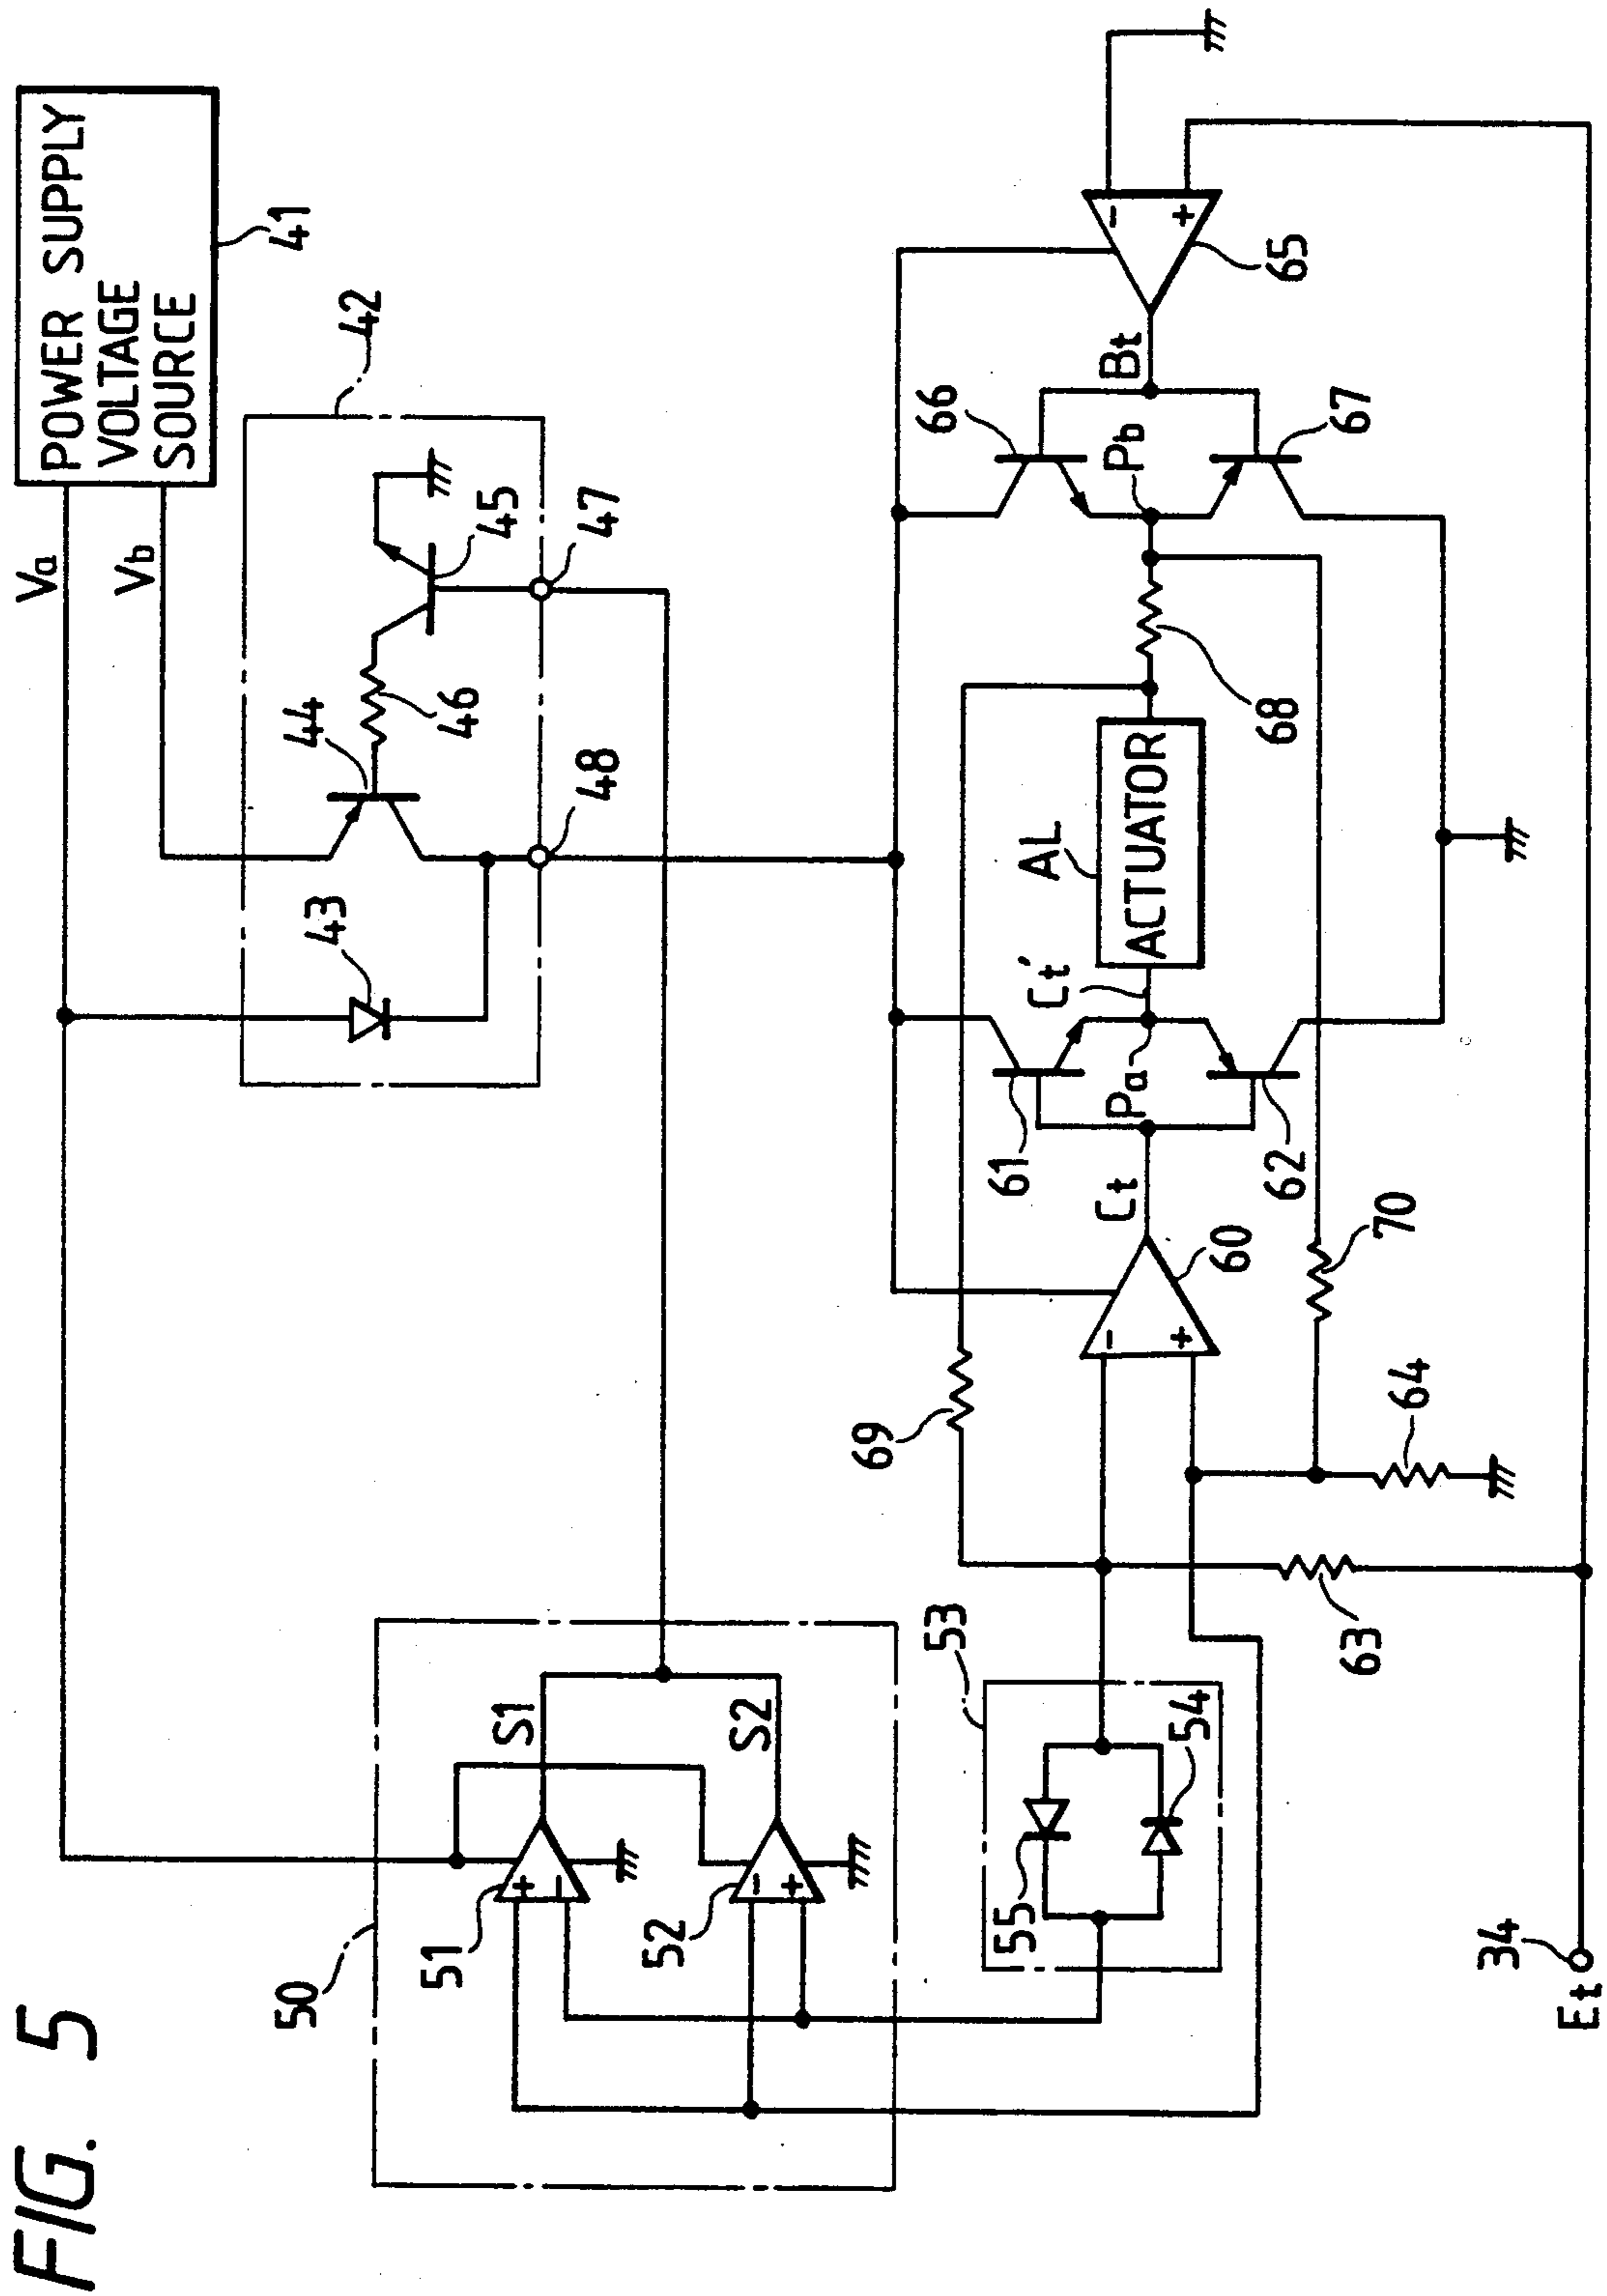 FIG. 5
POWER SUPPLY
VOLTAGE
SOURCE
41
Va
Vb
42
43
44
45
46
47
48
50
51
52
+
−
−
+
S1
S2
53
54
55
60
−
+
Ct
61
62
Pa
Ct'
AL
ACTUATOR
63
64
65
−
+
Bt
66
67
Pb
68
69
70
34
Et